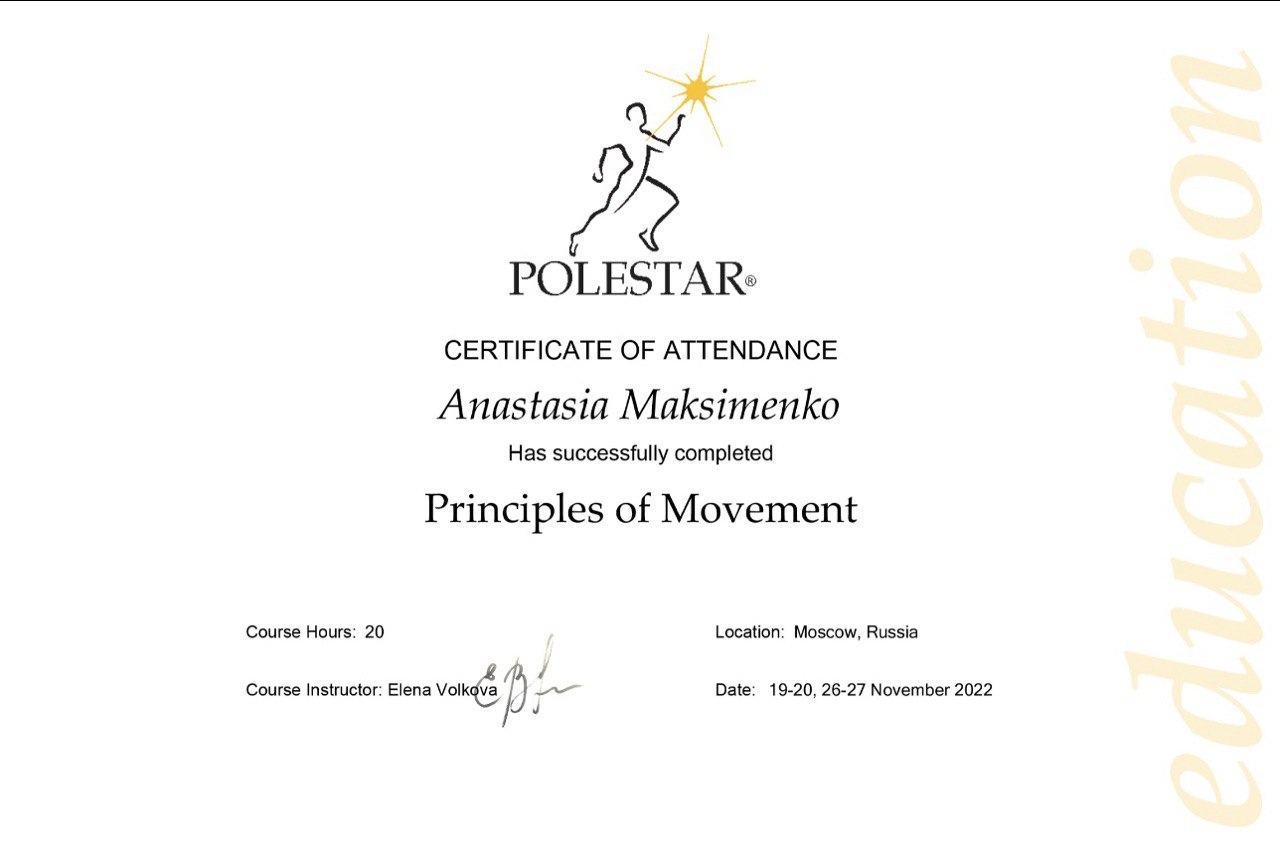 POLESTAR®
CERTIFICATE OF ATTENDANCE
Anastasia Maksimenko
Has successfully completed
Principles of Movement
Course Hours: 20
Location: Moscow, Russia
Course Instructor: Elena Volkova
Date: 19-20, 26-27 November 2022
education